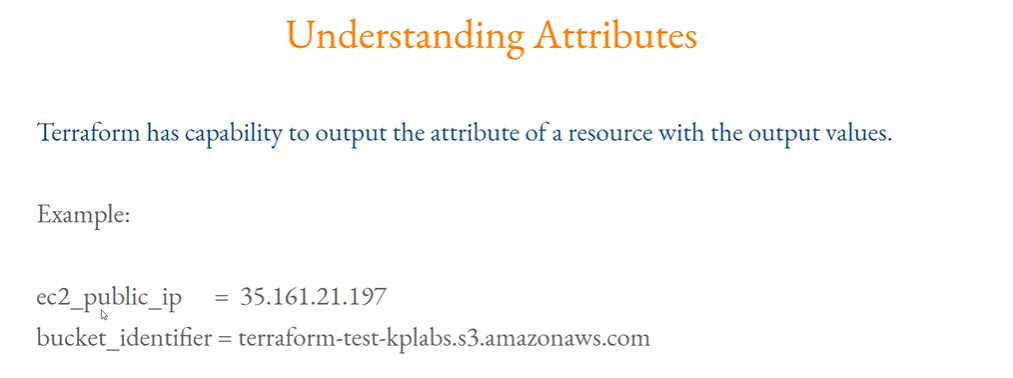 Understanding Attributes
Terraform has capability to output the attribute of a resource with the output values.
Example:
ec2_public_ip = 35.161.21.197
bucket_identifier = terraform-test-kplabs.s3.amazonaws.com